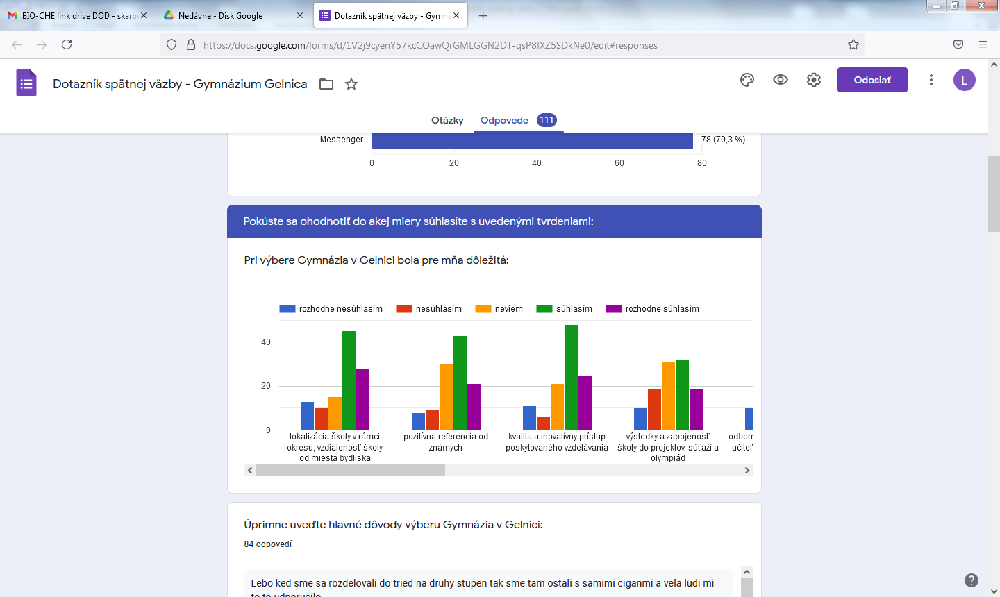 BIO-CHE link drive DOD - skarbe
Nedávne - Disk Google
Dotazník spätnej väzby - Gymna
https://docs.google.com/forms/d/1V2j9cyenY57kcCOawQrGMLGGN2DT-qsP8fXZ5SDkNe0/edit#responses
Dotazník spätnej väzby - Gymnázium Gelnica
Odoslať
L
Otázky
Odpovede 111
Messenger
78 (70,3 %)
0 20 40 60 80
Pokúste sa ohodnotiť do akej miery súhlasíte s uvedenými tvrdeniami:
Pri výbere Gymnázia v Gelnici bola pre mňa dôležitá:
rozhodne nesúhlasím nesúhlasím neviem súhlasím rozhodne súhlasím
40
20
0
lokalizácia školy v rámci
okresu, vzdialenosť školy
od miesta bydliska
pozitívna referencia od
známych
kvalita a inovatívny prístup
poskytovaného vzdelávania
výsledky a zapojenosť
školy do projektov, súťaží a
olympiád
odborn
učiteľ
Úprimne uveďte hlavné dôvody výberu Gymnázia v Gelnici:
84 odpovedí
Lebo ked sme sa rozdelovali do tried na druhy stupen tak sme tam ostali s samimi ciganmi a vela ludi mi
to to udporucilo